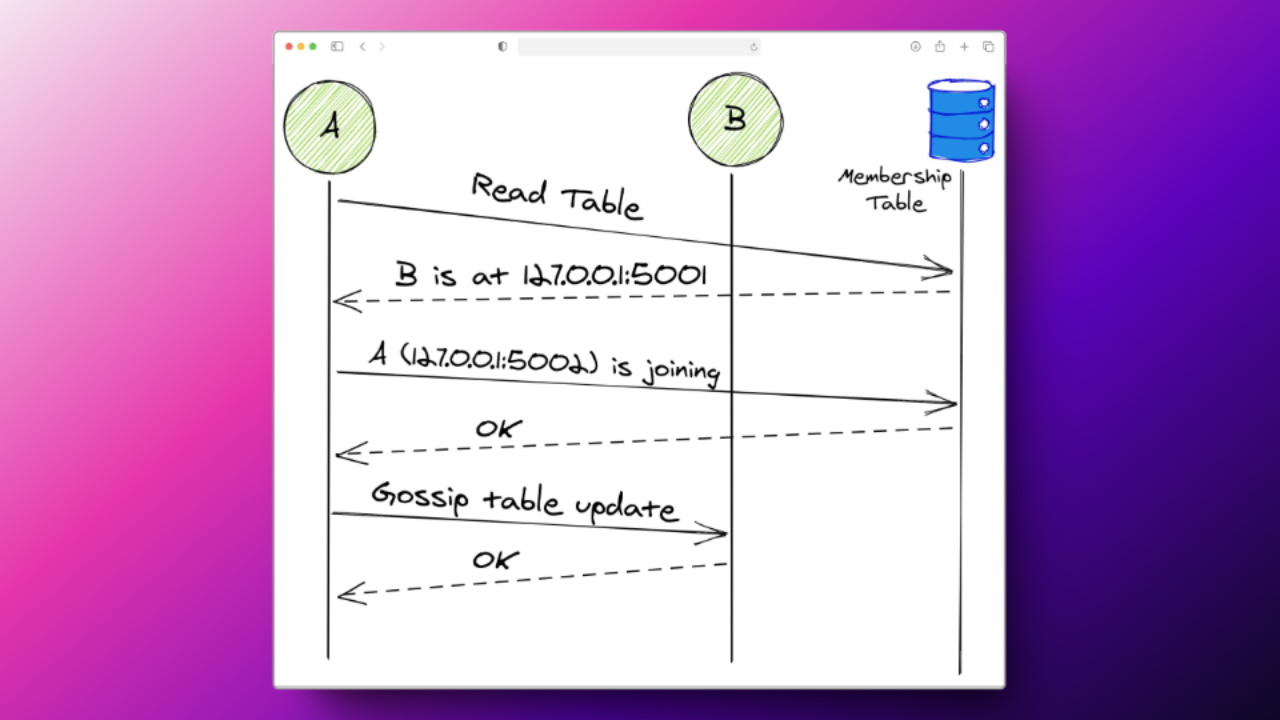 A
B
Membership
Table
Read Table
B is at 127.0.0.1:5001
A (127.0.0.1:5002) is joining
OK
Gossip table update
OK